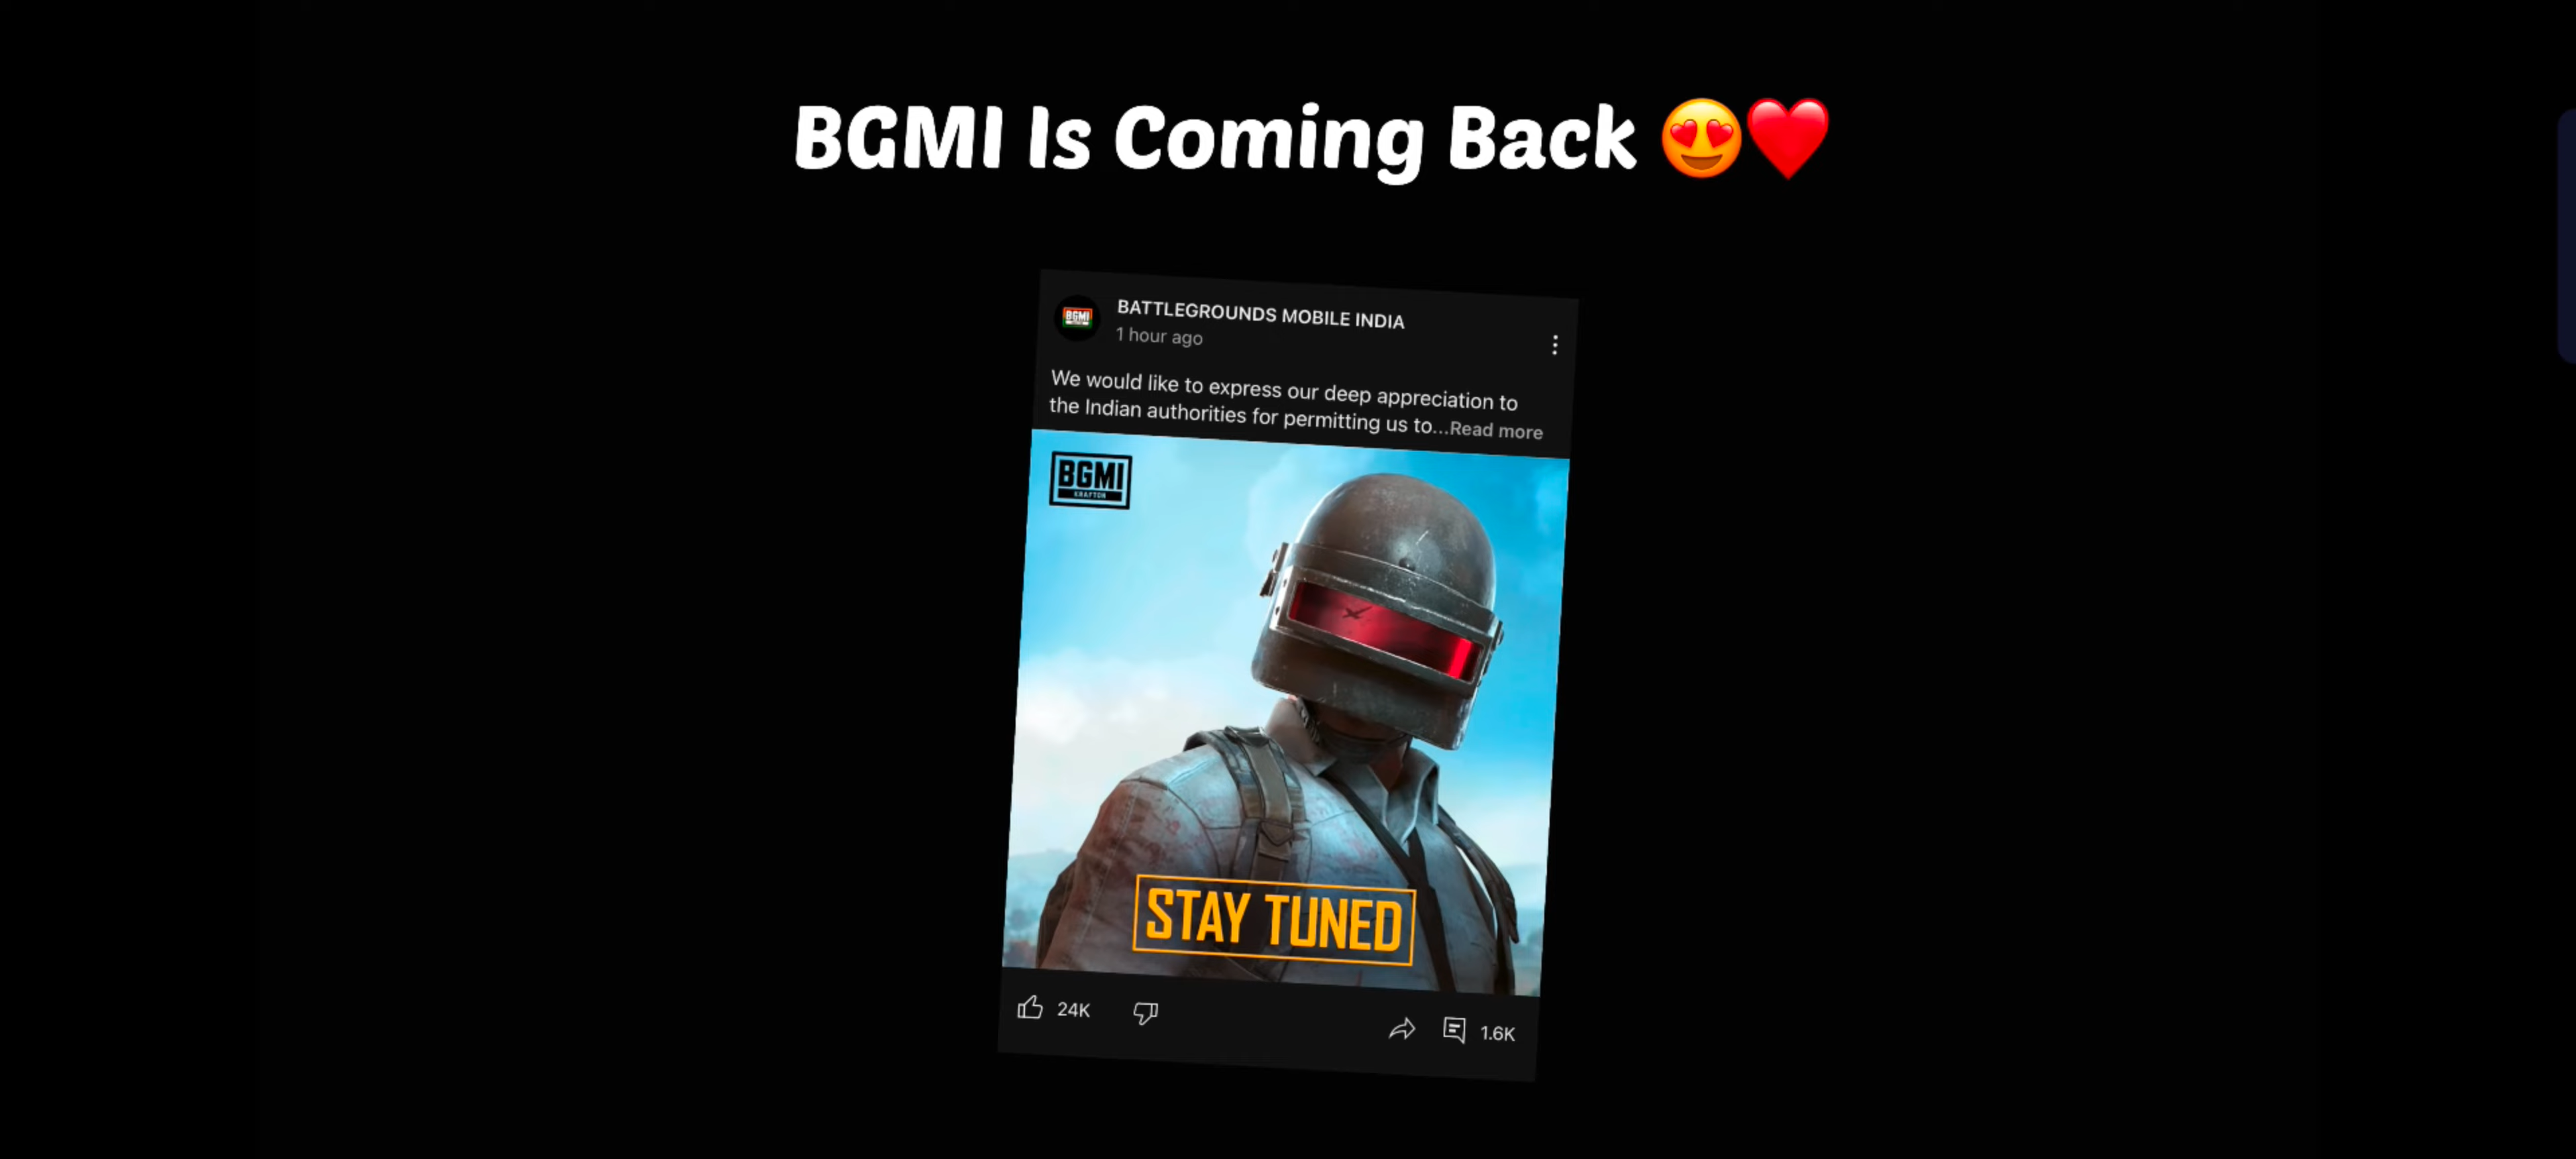 BGMI Is Coming Back 😍❤️
BATTLEGROUNDS MOBILE INDIA
1 hour ago
We would like to express our deep appreciation to
the Indian authorities for permitting us to...Read more
BGMI
KRAFTON
STAY TUNED
24K
1.6K